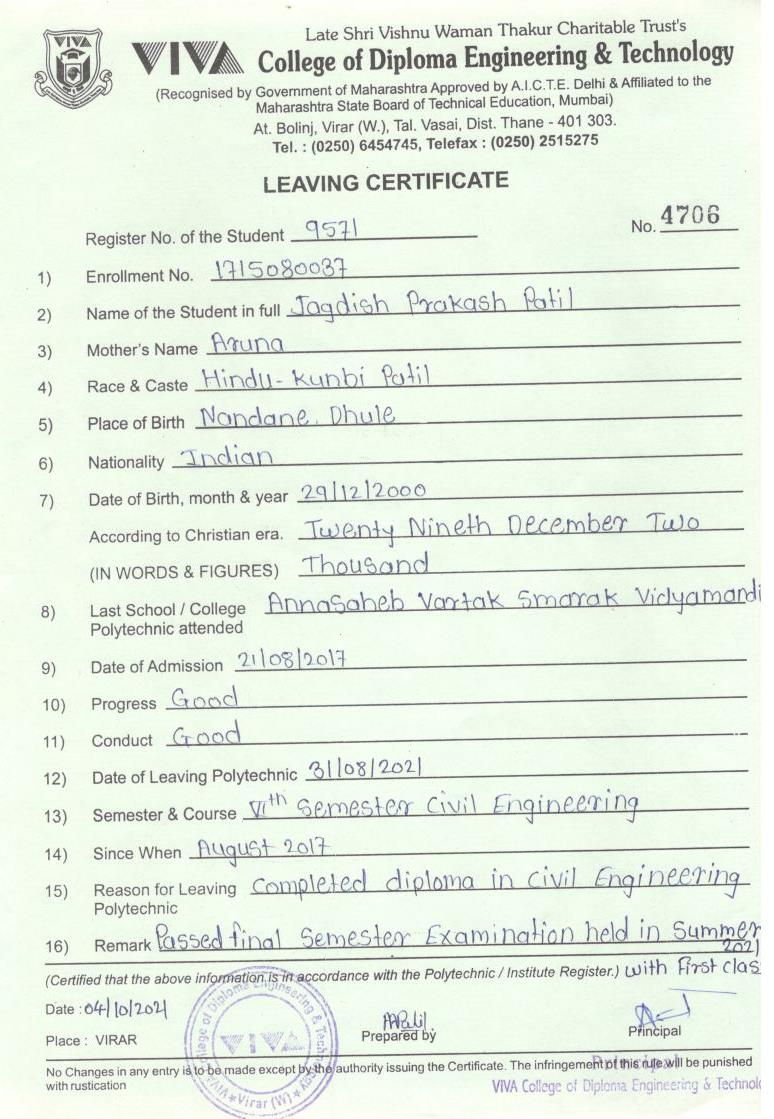 Late Shri Vishnu Waman Thakur Charitable Trust's
VIVA College of Diploma Engineering & Technology
(Recognised by Government of Maharashtra Approved by A.I.C.T.E. Delhi & Affiliated to the
Maharashtra State Board of Technical Education, Mumbai)
At. Bolinj, Virar (W.), Tal. Vasai, Dist. Thane - 401 303.
Tel. : (0250) 6454745, Telefax : (0250) 2515275
LEAVING CERTIFICATE
Register No. of the Student 9571 No. 4706
1) Enrollment No. 1715080037
2) Name of the Student in full Jagdish Prakash Patil
3) Mother's Name Aruna
4) Race & Caste Hindu-Kunbi Patil
5) Place of Birth Nandane. Dhule
6) Nationality Indian
7) Date of Birth, month & year 29/12/2000
According to Christian era. Twenty Nineth December Two
(IN WORDS & FIGURES) Thousand
8) Last School / College Annasaheb Vartak Smarak Vidyamandi
Polytechnic attended
9) Date of Admission 21/08/2017
10) Progress Good
11) Conduct Good
12) Date of Leaving Polytechnic 31/08/2021
13) Semester & Course VIth Semester Civil Engineering
14) Since When August 2017
15) Reason for Leaving Completed diploma in Civil Engineering
Polytechnic
16) Remark Passed final Semester Examination held in Summer
2021
(Certified that the above information is in accordance with the Polytechnic / Institute Register.) with First clas
Date : 04/10/2021
Prepared by
Principal
Place : VIRAR
No Changes in any entry is to be made except by the authority issuing the Certificate. The infringement of this rule will be punished
with rustication
Principal
VIVA College of Diploma Engineering & Technolo
VIVA
Virar (W)